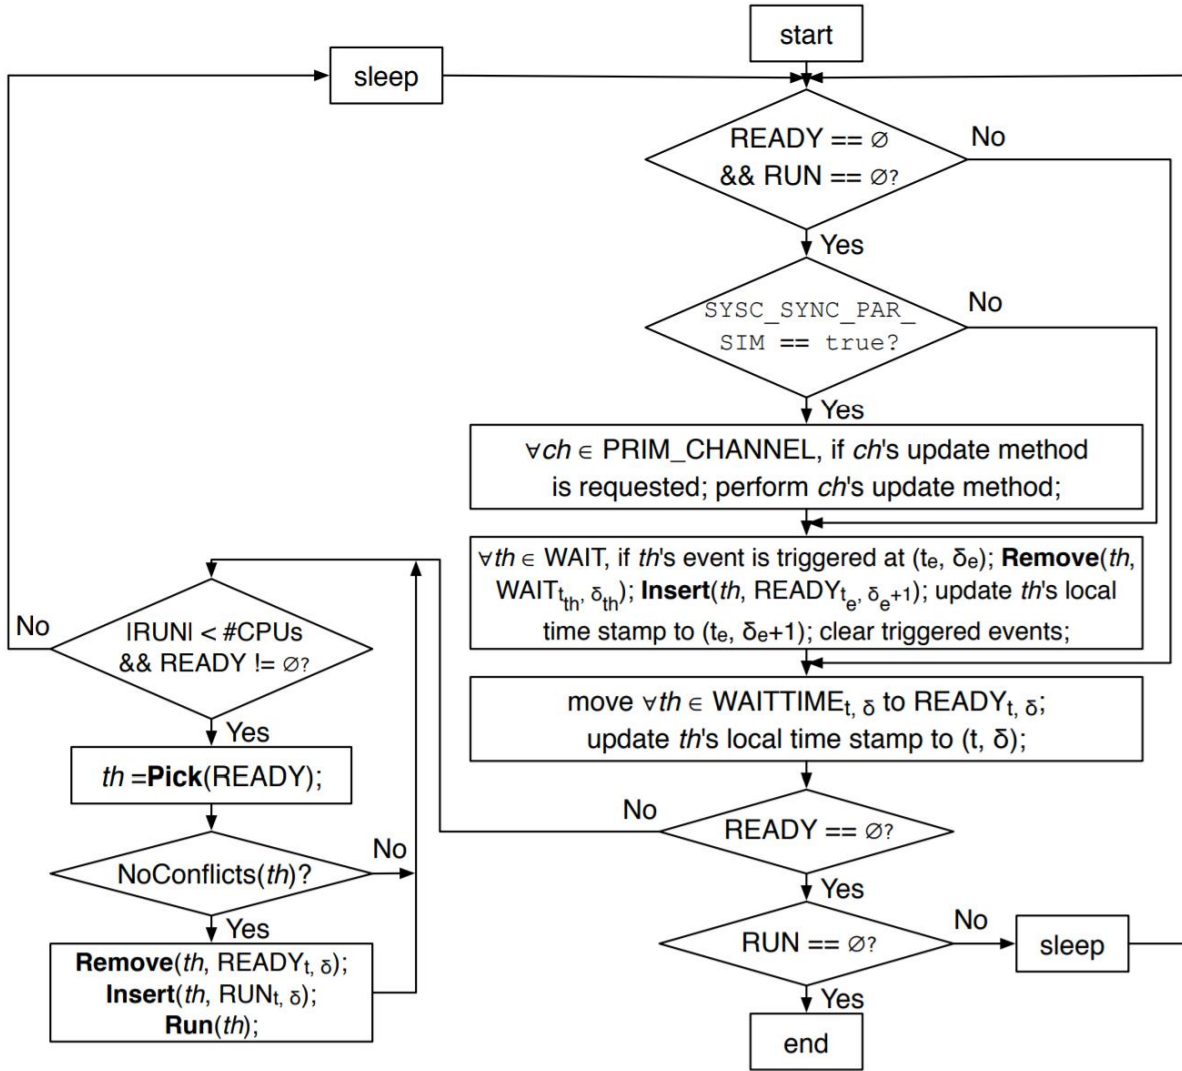 start
sleep
READY == ∅
&& RUN == ∅?
No
Yes
SYSC_SYNC_PAR_
SIM == true?
No
Yes
∀ch ∈ PRIM_CHANNEL, if ch's update method
is requested; perform ch's update method;
∀th ∈ WAIT, if th's event is triggered at (te, δe); Remove(th,
WAITtth, δth); Insert(th, READYte, δe+1); update th's local
time stamp to (te, δe+1); clear triggered events;
move ∀th ∈ WAITTIMEt, δ to READYt, δ;
update th's local time stamp to (t, δ);
READY == ∅?
No
Yes
RUN == ∅?
No
sleep
Yes
end
|RUN| < #CPUs
&& READY != ∅?
No
Yes
th =Pick(READY);
NoConflicts(th)?
No
Yes
Remove(th, READYt, δ);
Insert(th, RUNt, δ);
Run(th);